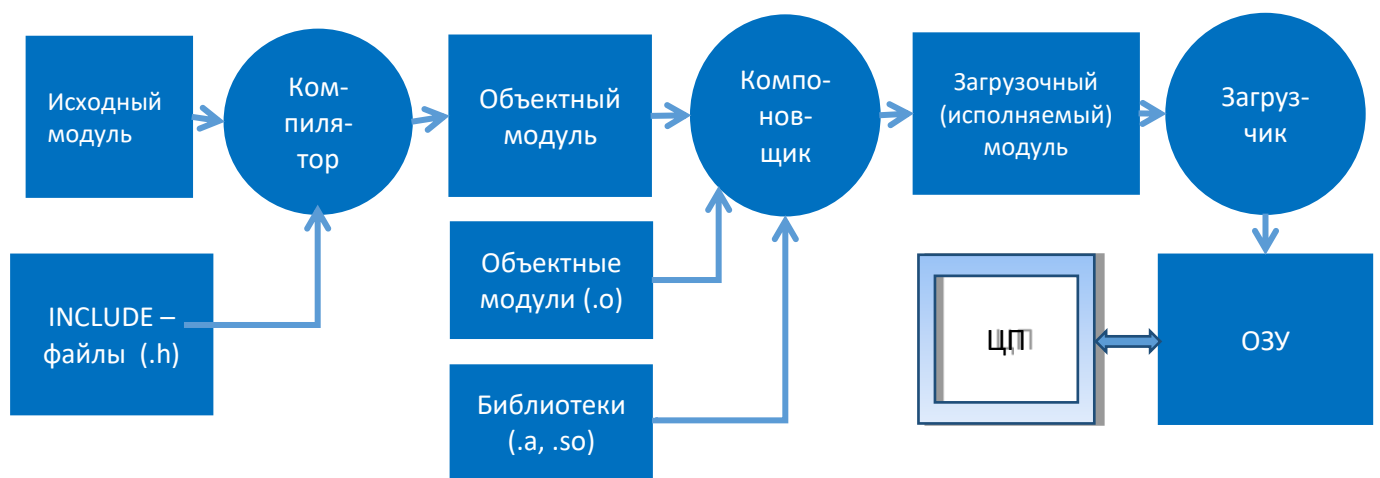 Исходный
модуль
Ком-
пиля-
тор
Объектный
модуль
Компо-
нов-
щик
Загрузочный
(исполняемый)
модуль
Загруз-
чик
INCLUDE –
файлы (.h)
Объектные
модули (.o)
Библиотеки
(.a, .so)
ЦП
ОЗУ